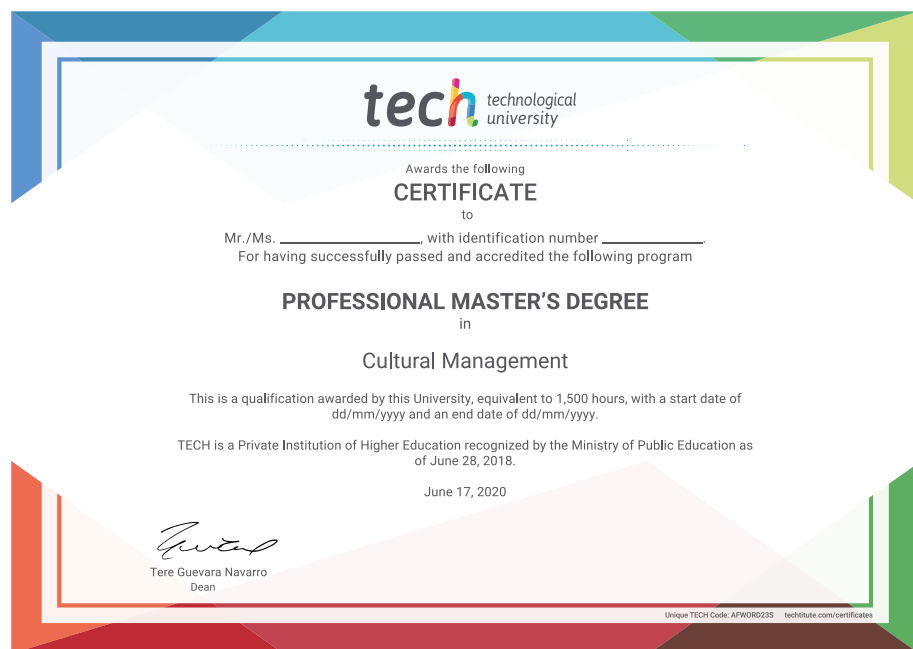 tech technological
university
Awards the following
CERTIFICATE
to
Mr./Ms. ____________________, with identification number ______________.
For having successfully passed and accredited the following program
PROFESSIONAL MASTER'S DEGREE
in
Cultural Management
This is a qualification awarded by this University, equivalent to 1,500 hours, with a start date of
dd/mm/yyyy and an end date of dd/mm/yyyy.
TECH is a Private Institution of Higher Education recognized by the Ministry of Public Education as
of June 28, 2018.
June 17, 2020
Tere Guevara Navarro
Dean
Unique TECH Code: AFWORD23S techtitute.com/certificates